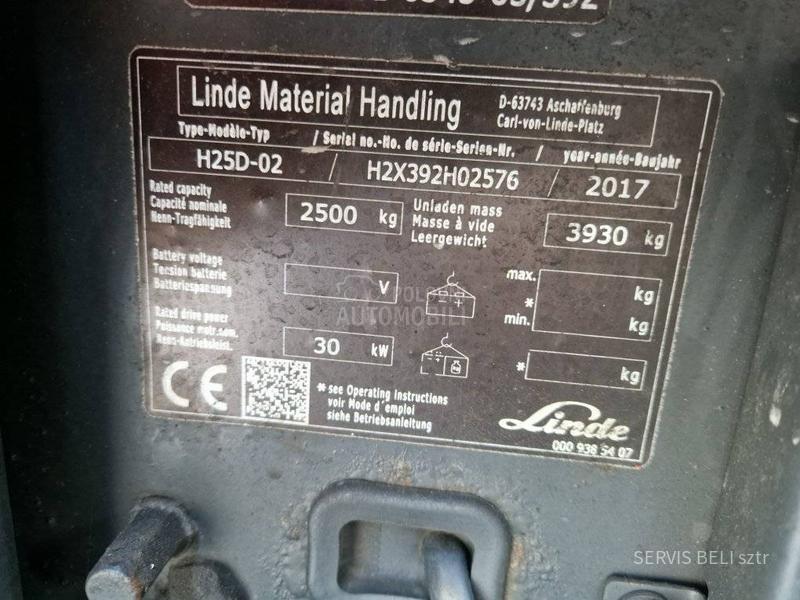 Linde Material Handling
D-63743 Aschaffenburg
Carl-von-Linde-Platz
Type-Modèle-Typ / Serial no.-No. de série-Serien-Nr. / year-année-Baujahr
H25D-02 / H2X392H02576 / 2017
Rated capacity
Capacité nominale
Nenn-Tragfähigkeit
2500 kg
Unladen mass
Masse à vide
Leergewicht
3930 kg
Battery voltage
Tension batterie
Batteriespannung
V
max.
kg
*
min.
kg
Rated drive power
Puissance motr.nom.
Nenn-Antriebsleist.
30 kW
* kg
CE
* see Operating Instructions
voir Mode d'emploi
siehe Betriebsanleitung
Linde
000 938 54 07
POLOVNI
AUTOMOBILI
SERVIS BELI sztr